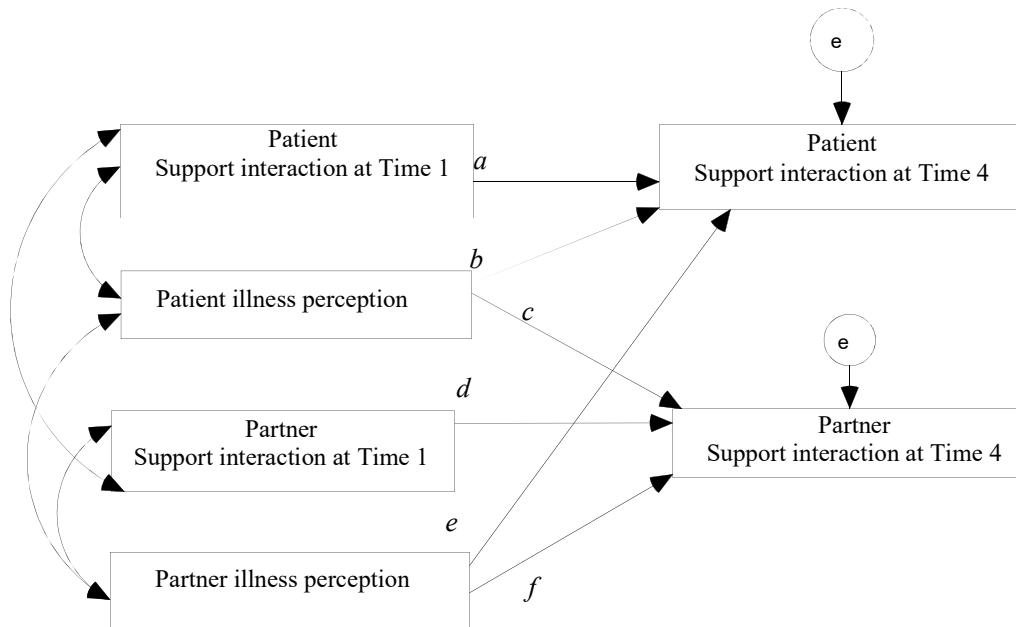 e
Patient
Support interaction at Time 1
a
Patient
Support interaction at Time 4
b
Patient illness perception
c
e
d
Partner
Support interaction at Time 1
Partner
Support interaction at Time 4
e
Partner illness perception
f